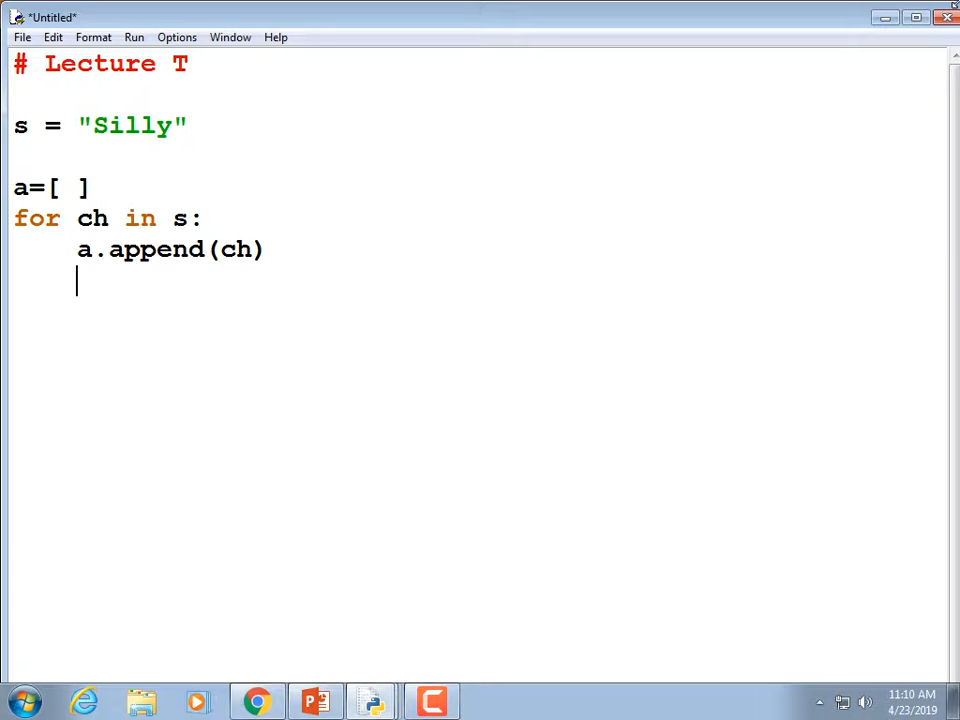 *Untitled*
File Edit Format Run Options Window Help
# Lecture T
s = "Silly"
a=[ ]
for ch in s:
a.append(ch)
11:10 AM
4/23/2019